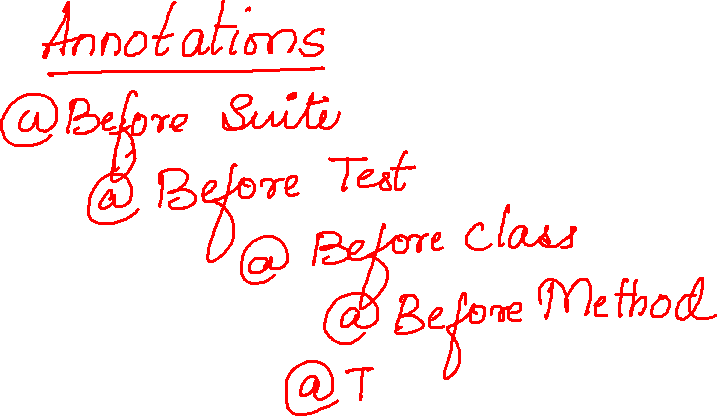 Annotations
@Before Suite
@ Before Test
@ Before class
@ Before Method
@T